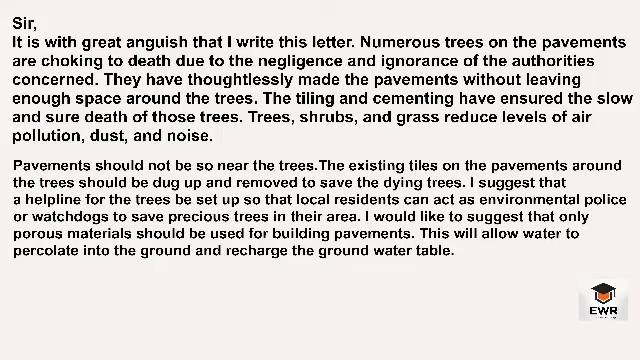 Sir,
It is with great anguish that I write this letter. Numerous trees on the pavements
are choking to death due to the negligence and ignorance of the authorities
concerned. They have thoughtlessly made the pavements without leaving
enough space around the trees. The tiling and cementing have ensured the slow
and sure death of those trees. Trees, shrubs, and grass reduce levels of air
pollution, dust, and noise.
Pavements should not be so near the trees.The existing tiles on the pavements around
the trees should be dug up and removed to save the dying trees. I suggest that
a helpline for the trees be set up so that local residents can act as environmental police
or watchdogs to save precious trees in their area. I would like to suggest that only
porous materials should be used for building pavements. This will allow water to
percolate into the ground and recharge the ground water table.
EWR